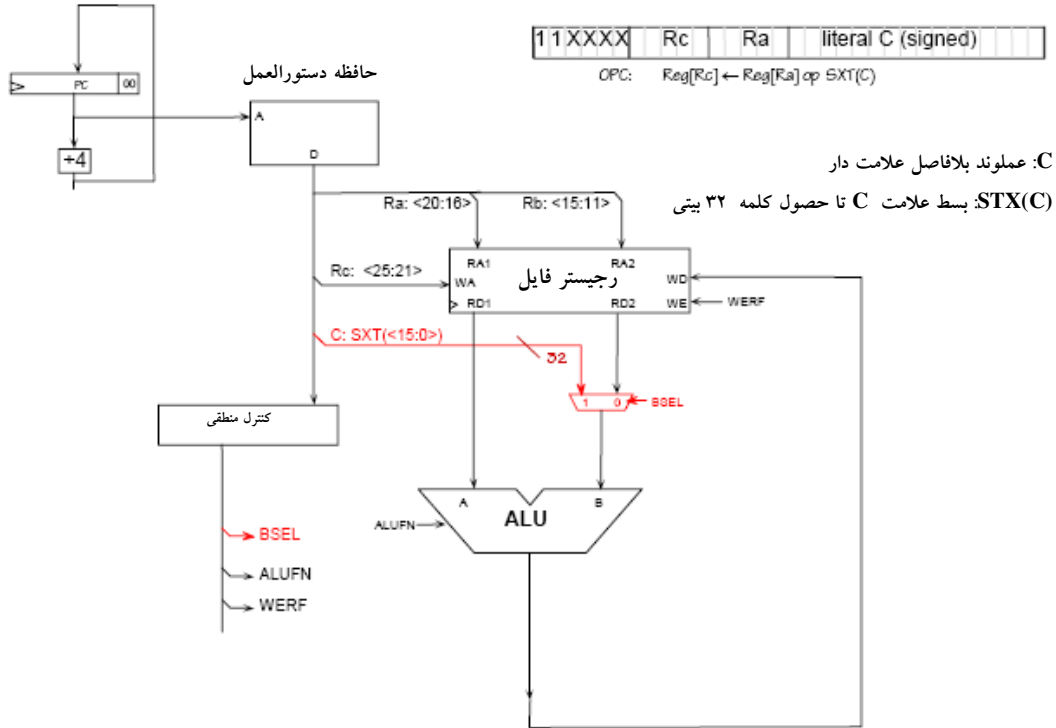 11XXXX Rc Ra literal C (signed)
OPC: Reg[Rc] ← Reg[Ra] op SXT(C)
حافظه دستورالعمل
PC 00
A
+4
D
C: عملوند بلافاصل علامت دار
STX(C): بسط علامت C تا حصول کلمه ۳۲ بیتی
Ra: <20:16> Rb: <15:11>
RA1 RA2
Rc: <25:21>
WA رجیستر فایل WD
RD1 RD2 WE WERF
C: SXT(<15:0>)
32
1 0 BSEL
کنترل منطقی
A B
ALUFN ALU
BSEL
ALUFN
WERF